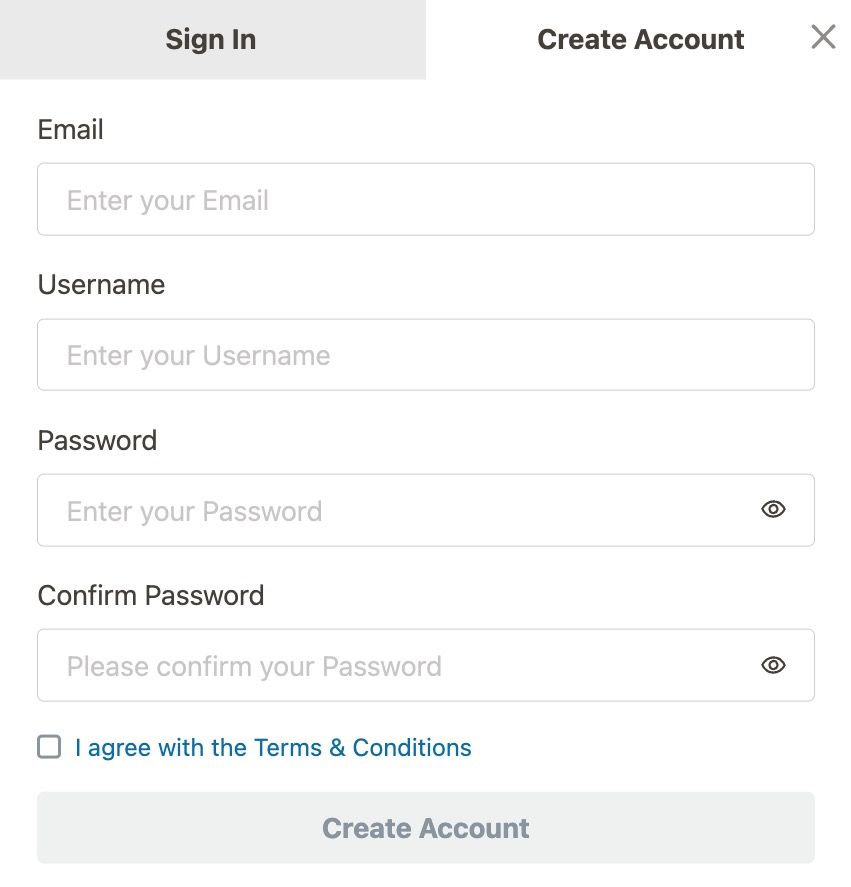 Sign In
Create Account
Email
Enter your Email
Username
Enter your Username
Password
Enter your Password
Confirm Password
Please confirm your Password
I agree with the Terms & Conditions
Create Account